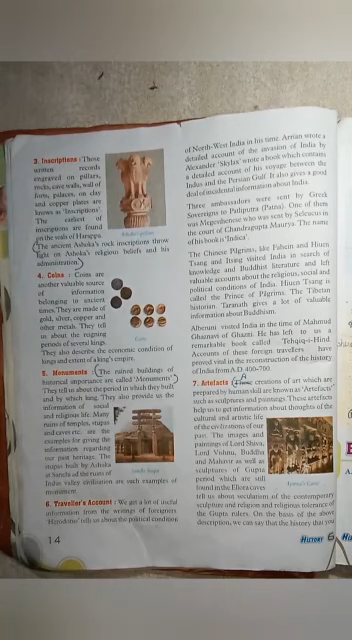 3. Inscriptions : Those
written records
engraved on pillars,
rocks, cave walls, wall of
forts, palaces, on clay
and copper plates are
known as 'Inscriptions'.
The earliest
inscriptions are found
on the seals of Harappa.
The ancient Ashoka's rock inscriptions throw
light on Ashoka's religious beliefs and his
administration.
4. Coins : Coins are
another valuable source
of information
belonging to ancient
times. They are made of
gold, silver, copper and
other metals. They tell
us about the reigning
periods of several kings.
Coin
They also describe the economic condition of
kings and extent of a king's empire.
5. Monuments : The ruined buildings of
historical importance are called 'Monuments'.
They tell us about the period in which they built
and by which king. They also provide us the
information of social
and religious life. Many
ruins of temples, stupas
and caves etc. are the
examples for giving the
information regarding
our past heritage. The
stupas built by Ashoka
at Sanchi and the ruins of
Sanchi Stupa
Indus valley civilisation are such examples of
monument.
6. Traveller's Account : We get a lot of useful
information from the writings of foreigners.
'Herodotus' tells us about the political condition
14
of North-West India in his time. Arrian wrote a
detailed account of the invasion of India by
Alexander. 'Skylax' wrote a book which contains
a detailed account of his voyage between the
Indus and the Persian Gulf. It also gives good
deal of incidental information about India.
Three ambassadors were sent by Greek
Sovereigns to Patliputra (Patna). One of them
was Megesthenese who was sent by Seleucus in
the court of Chandragupta Maurya. The name
of his book is 'Indica'.
The Chinese Pilgrims, like Fahein and Hiuen
Tsang and Itsing visited India in search of
knowledge and Buddhist literature and left
valuable accounts about the religious, social and
political conditions of India. Hiuen Tsang is
called the Prince of Pilgrims. The Tibetan
historian 'Taranath' gives a lot of valuable
information about Buddhism.
Alberuni visited India in the time of Mahmud
Ghaznavi of Ghazni. He has left to us a
remarkable book called Tehqiq-i-Hind.
Accounts of these foreign travellers have
proved vital in the reconstruction of the history
of India from A.D. 400-700.
7. Artefacts : creations of art which are
prepared by human skill are known as 'Artefacts'
such as sculptures and paintings. These artefacts
help us to get information about thoughts of the
cultural and artistic life
of the civilizations of our
past. The images and
paintings of Lord Shiva,
Lord Vishnu, Buddha
and Mahavir as well as
sculptures of Gupta
period which are still
found in the Ellora caves
tell us about secularism of the contemporary
sculpture and religion and religious tolerance of
the Gupta rulers. On the basis of the above
description, we can say that the history that you
HISTORY 6